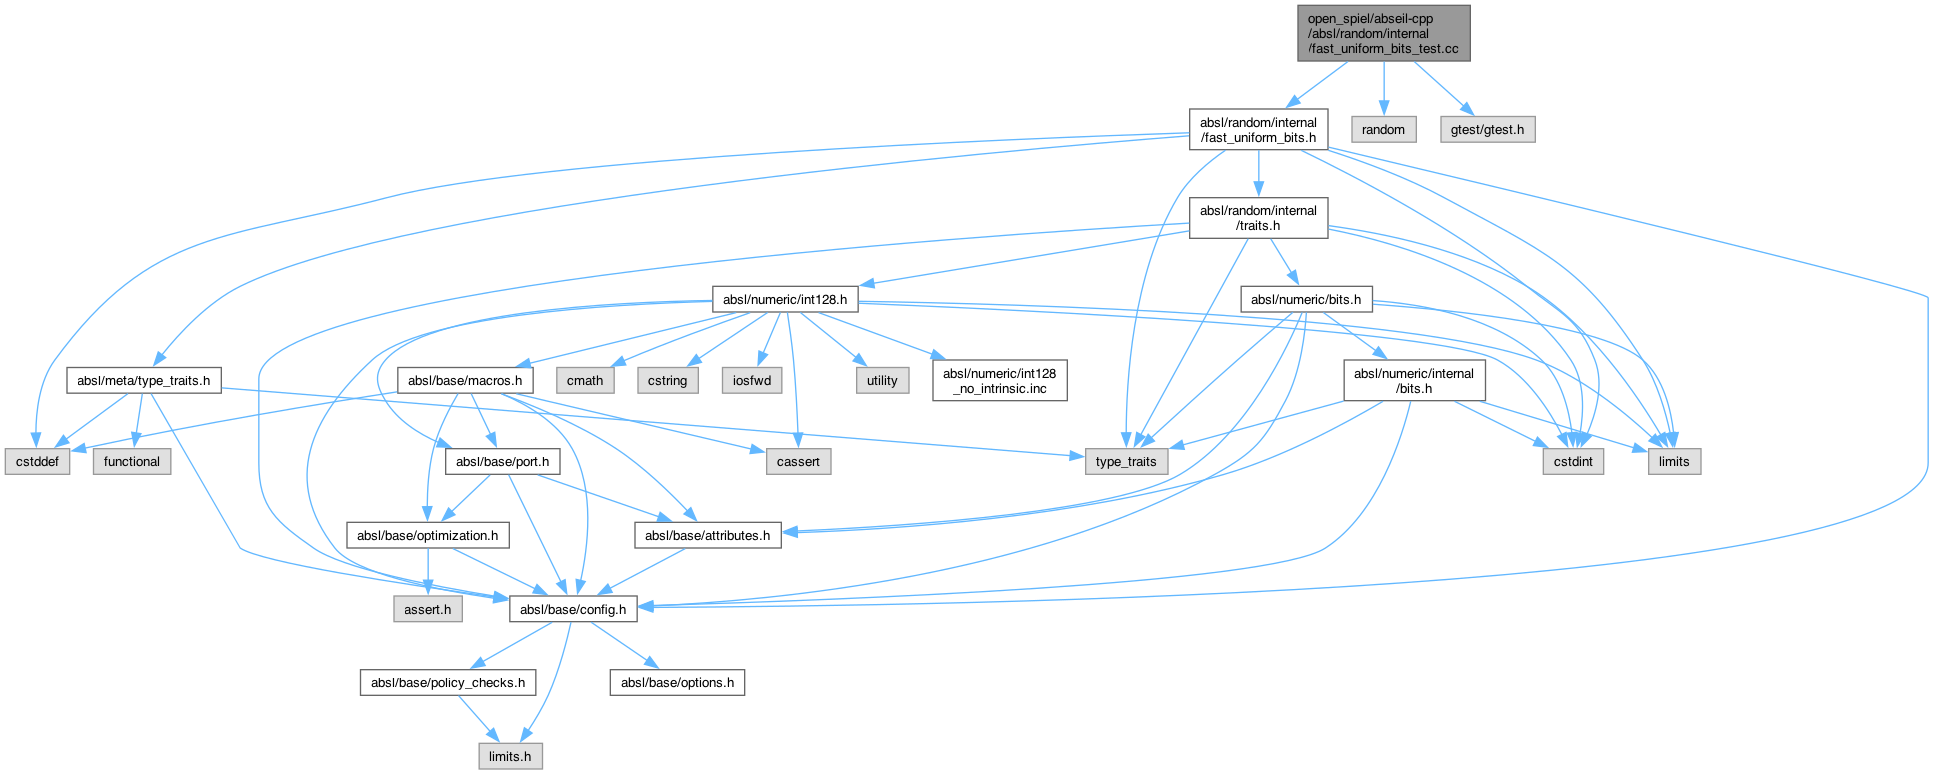 open_spiel/abseil-cpp
/absl/random/internal
/fast_uniform_bits_test.cc
absl/random/internal
/fast_uniform_bits.h
random
gtest/gtest.h
absl/random/internal
/traits.h
absl/numeric/int128.h
absl/numeric/bits.h
absl/meta/type_traits.h
absl/base/macros.h
cmath
cstring
iosfwd
utility
absl/numeric/int128
_no_intrinsic.inc
absl/numeric/internal
/bits.h
cstddef
functional
absl/base/port.h
cassert
type_traits
cstdint
limits
absl/base/optimization.h
absl/base/attributes.h
assert.h
absl/base/config.h
absl/base/policy_checks.h
absl/base/options.h
limits.h